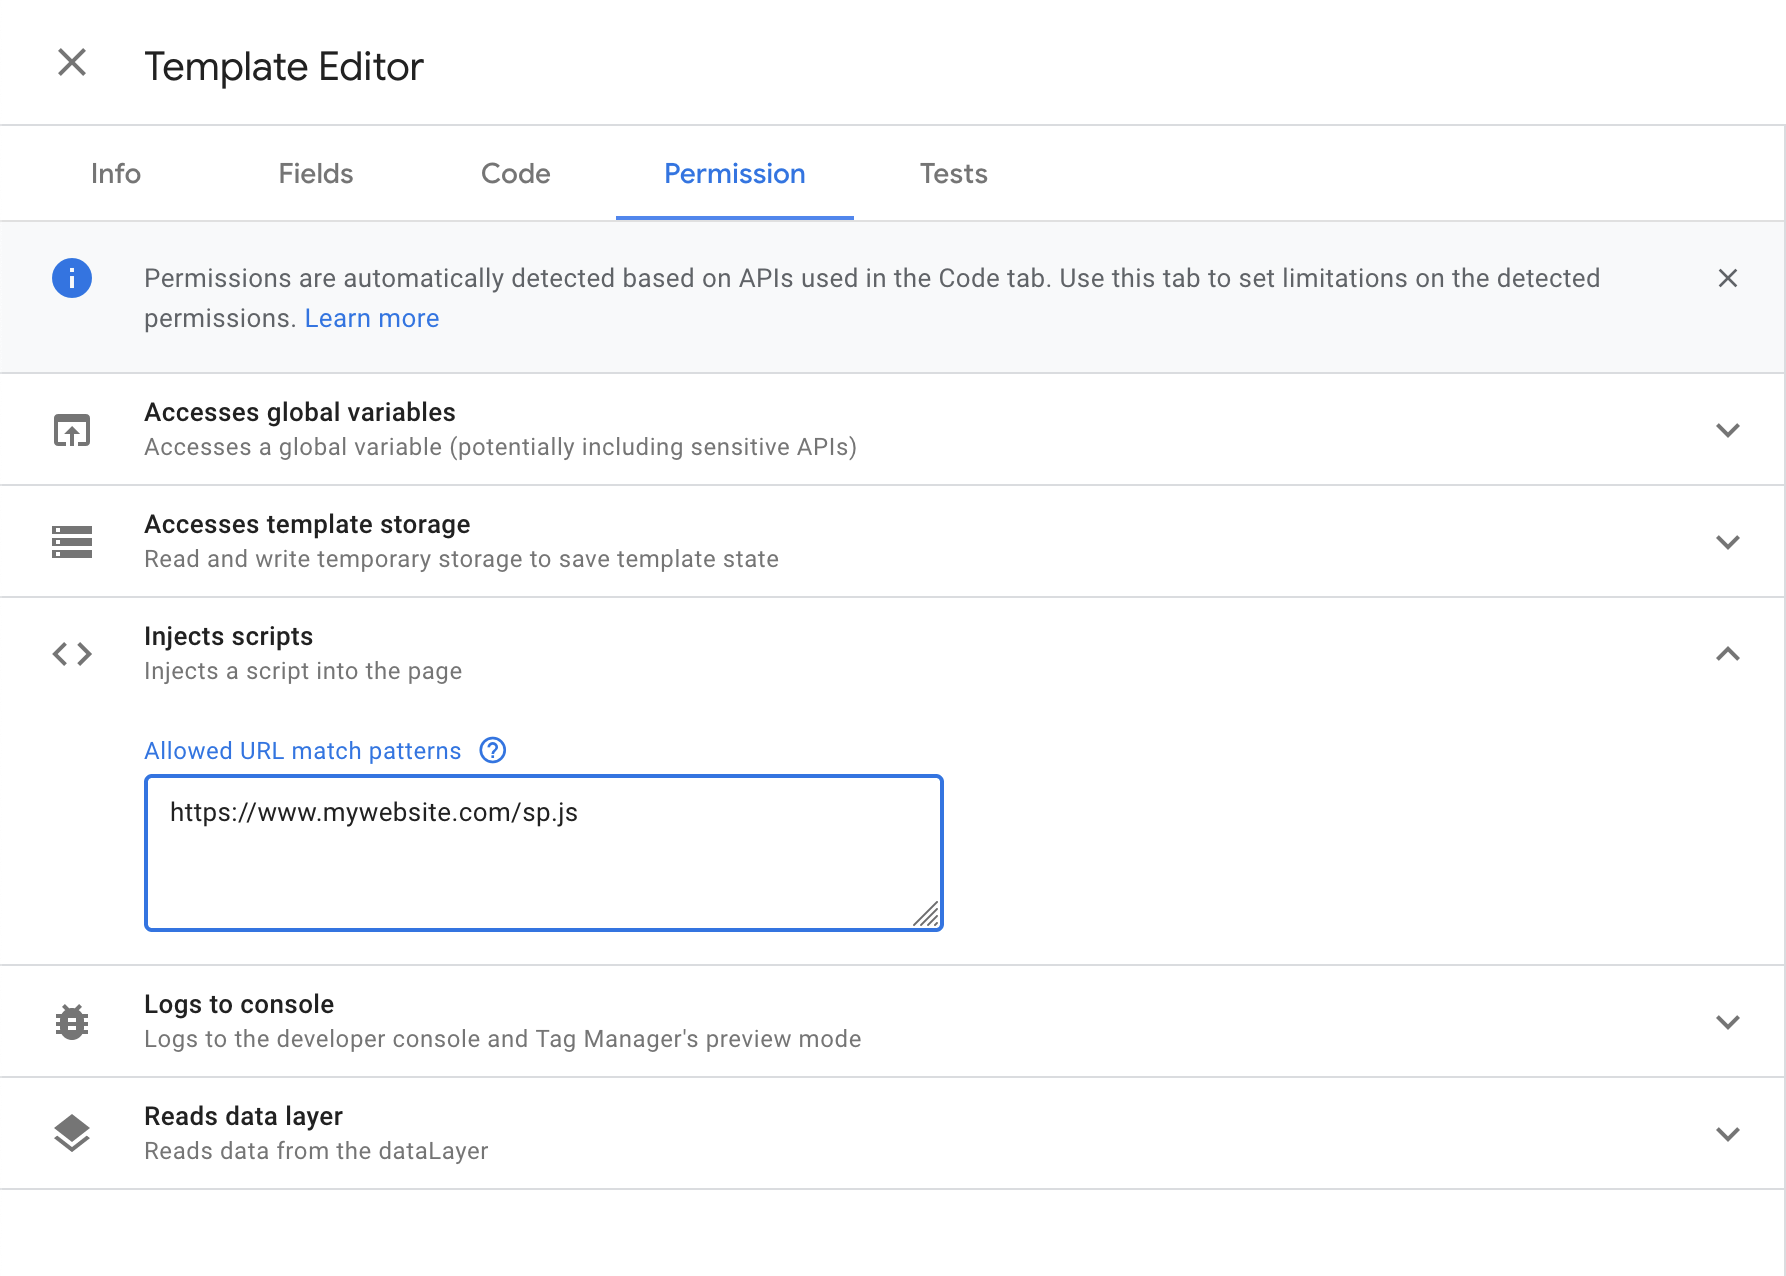 Template Editor
Info Fields Code Permission Tests
Permissions are automatically detected based on APIs used in the Code tab. Use this tab to set limitations on the detected
permissions. Learn more
Accesses global variables
Accesses a global variable (potentially including sensitive APIs)
Accesses template storage
Read and write temporary storage to save template state
Injects scripts
Injects a script into the page
Allowed URL match patterns
https://www.mywebsite.com/sp.js
Logs to console
Logs to the developer console and Tag Manager's preview mode
Reads data layer
Reads data from the dataLayer